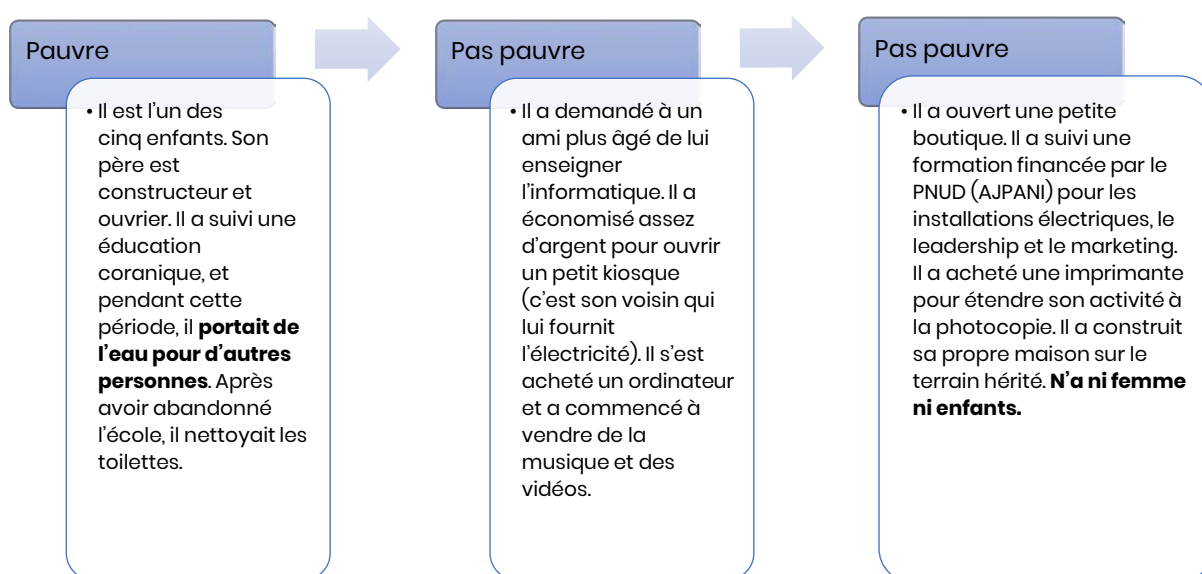 Pauvre
• Il est l'un des
cinq enfants. Son
père est
constructeur et
ouvrier. Il a suivi une
éducation
coranique, et
pendant cette
période, il portait de
l'eau pour d'autres
personnes. Après
avoir abandonné
l'école, il nettoyait les
toilettes.
Pas pauvre
• Il a demandé à un
ami plus âgé de lui
enseigner
l'informatique. Il a
économisé assez
d'argent pour ouvrir
un petit kiosque
(c'est son voisin qui
lui fournit
l'électricité). Il s'est
acheté un ordinateur
et a commencé à
vendre de la
musique et des
vidéos.
Pas pauvre
• Il a ouvert une petite
boutique. Il a suivi une
formation financée par le
PNUD (AJPANI) pour les
installations électriques, le
leadership et le marketing.
Il a acheté une imprimante
pour étendre son activité à
la photocopie. Il a construit
sa propre maison sur le
terrain hérité. N'a ni femme
ni enfants.